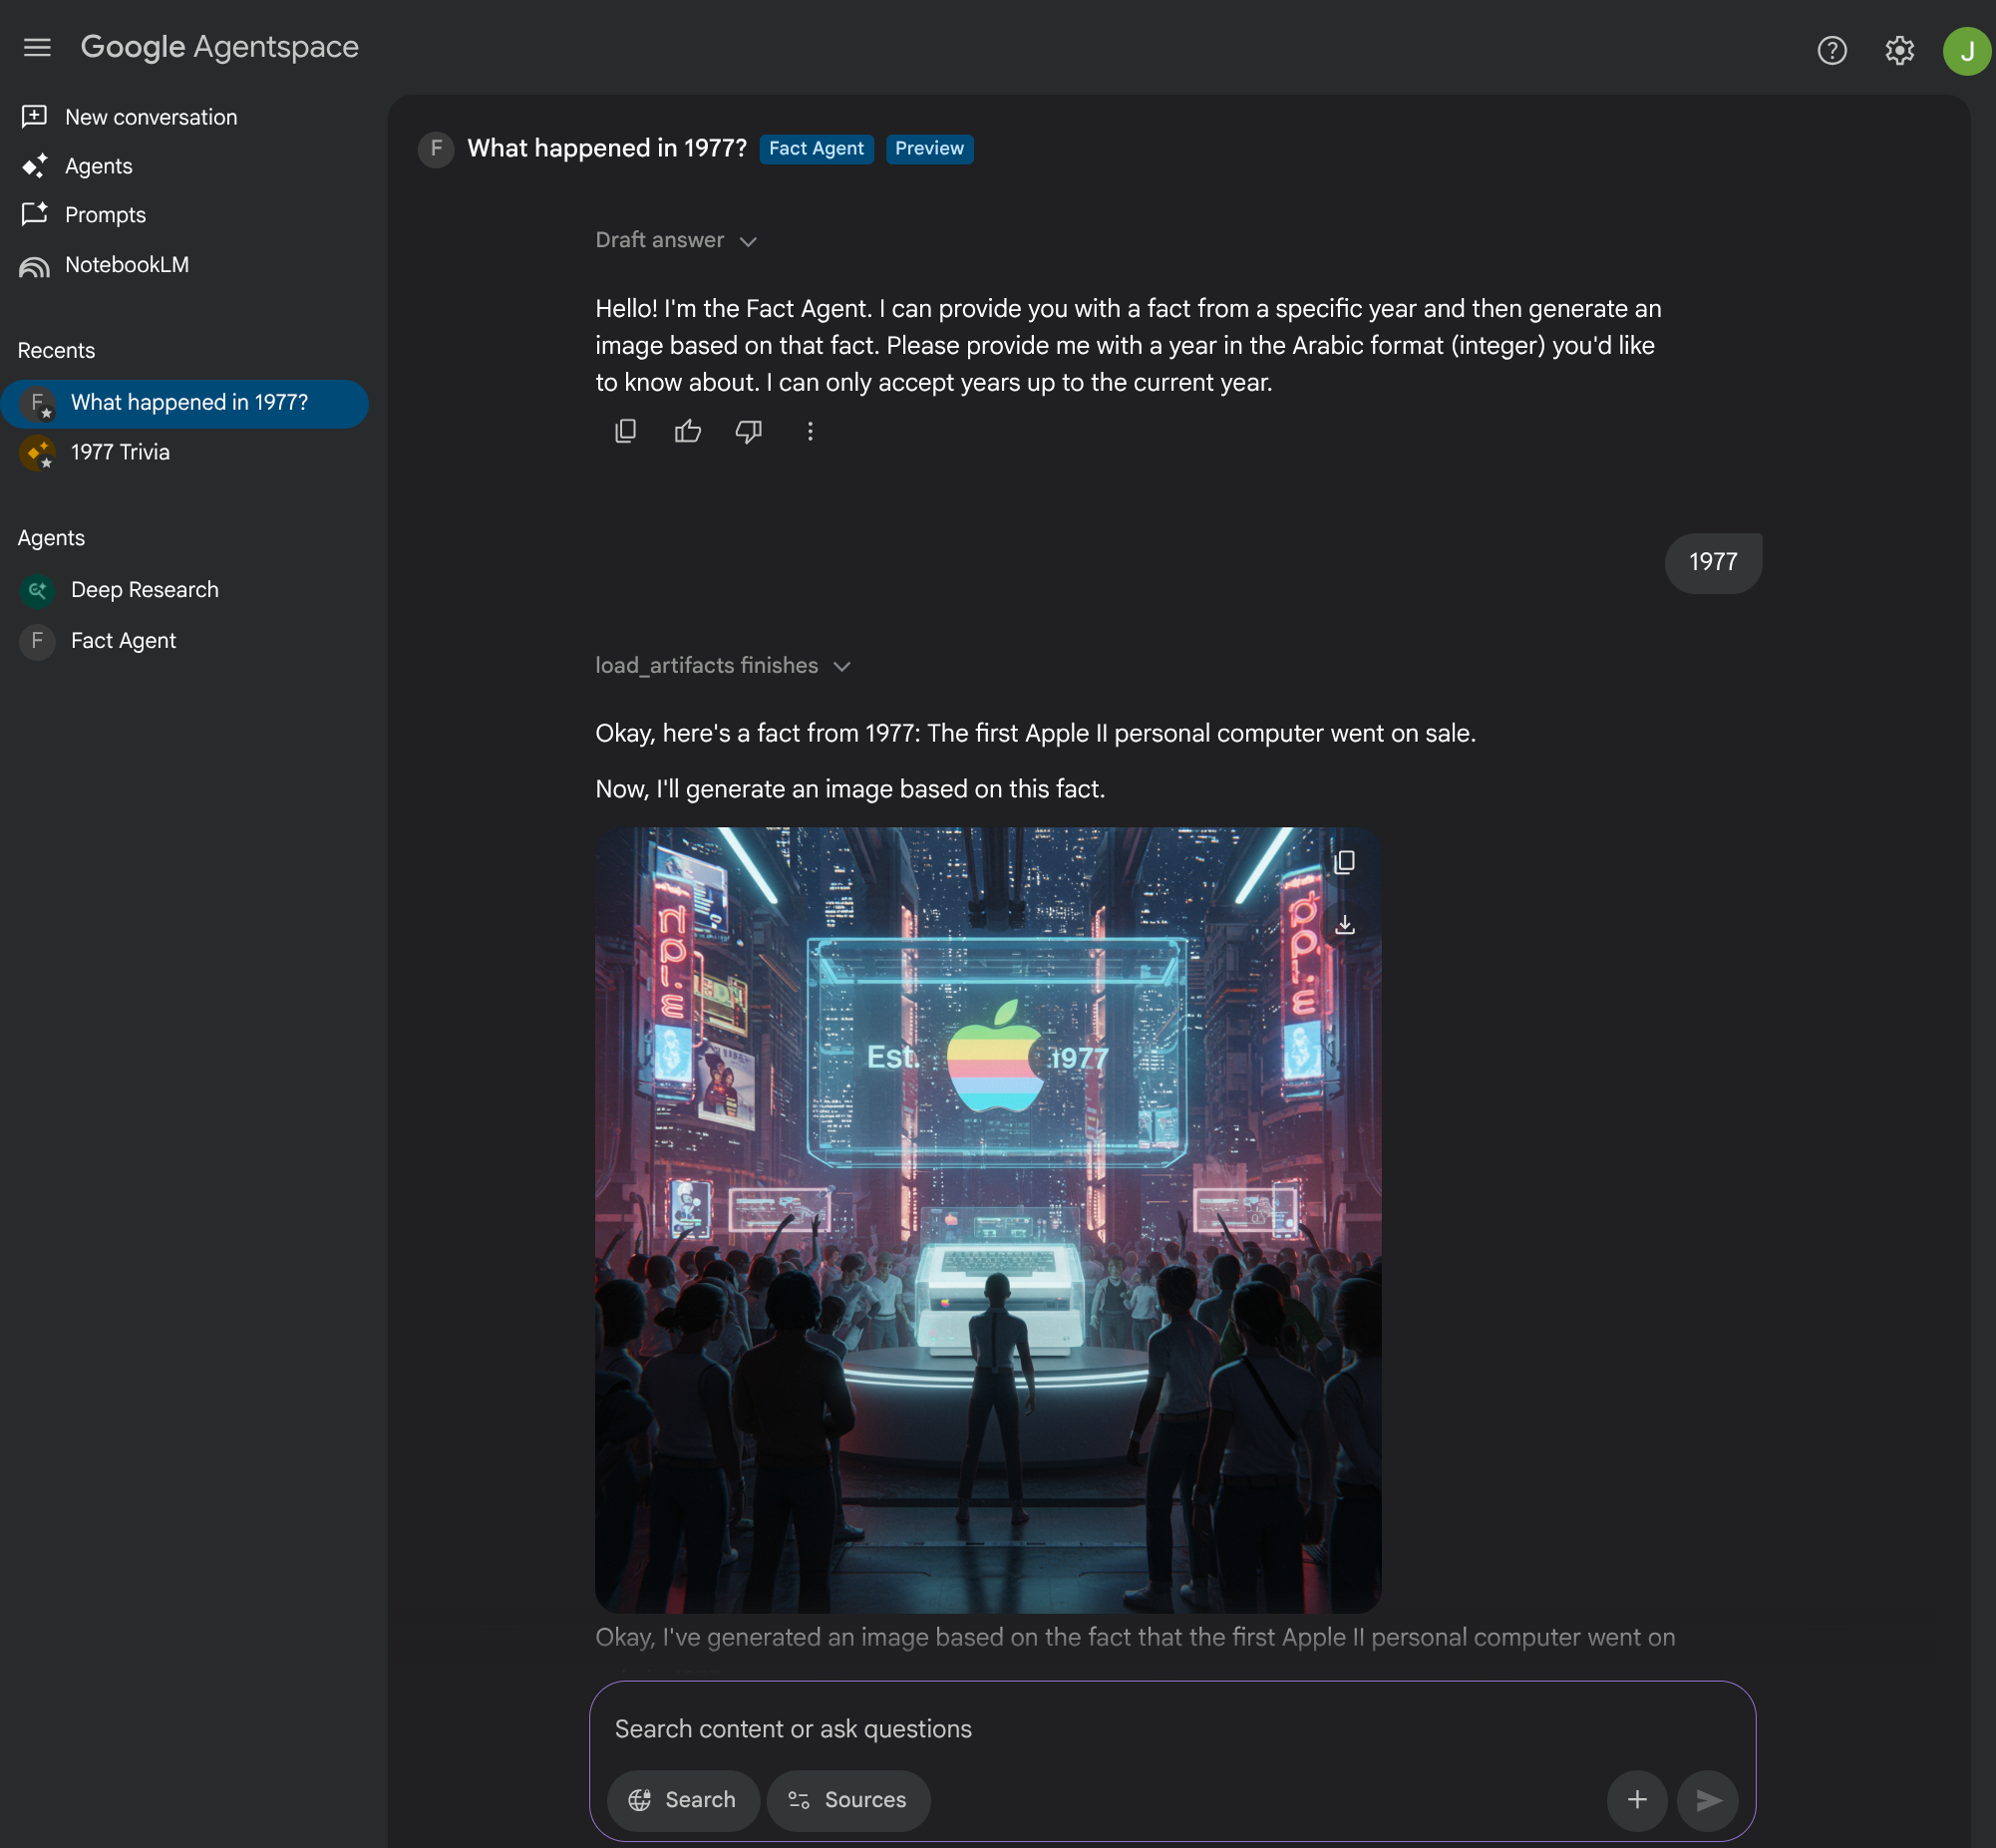 Google Agentspace
J
New conversation
Agents
Prompts
NotebookLM
Recents
F What happened in 1977?
1977 Trivia
Agents
Deep Research
F Fact Agent
F What happened in 1977? Fact Agent Preview
Draft answer
Hello! I'm the Fact Agent. I can provide you with a fact from a specific year and then generate an
image based on that fact. Please provide me with a year in the Arabic format (integer) you'd like
to know about. I can only accept years up to the current year.
1977
load_artifacts finishes
Okay, here's a fact from 1977: The first Apple II personal computer went on sale.
Now, I'll generate an image based on this fact.
Est. 1977
Okay, I've generated an image based on the fact that the first Apple II personal computer went on
Search content or ask questions
Search
Sources